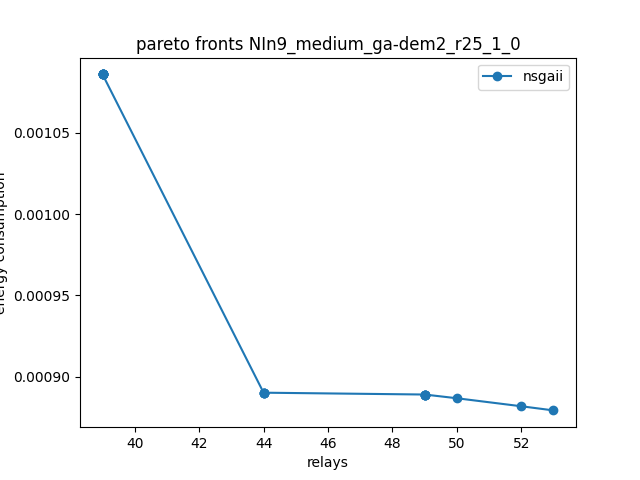 pareto fronts NIn9_medium_ga-dem2_r25_1_0
nsgaii
0.00105
0.00100
0.00095
0.00090
energy consumption
40 42 44 46 48 50 52
relays